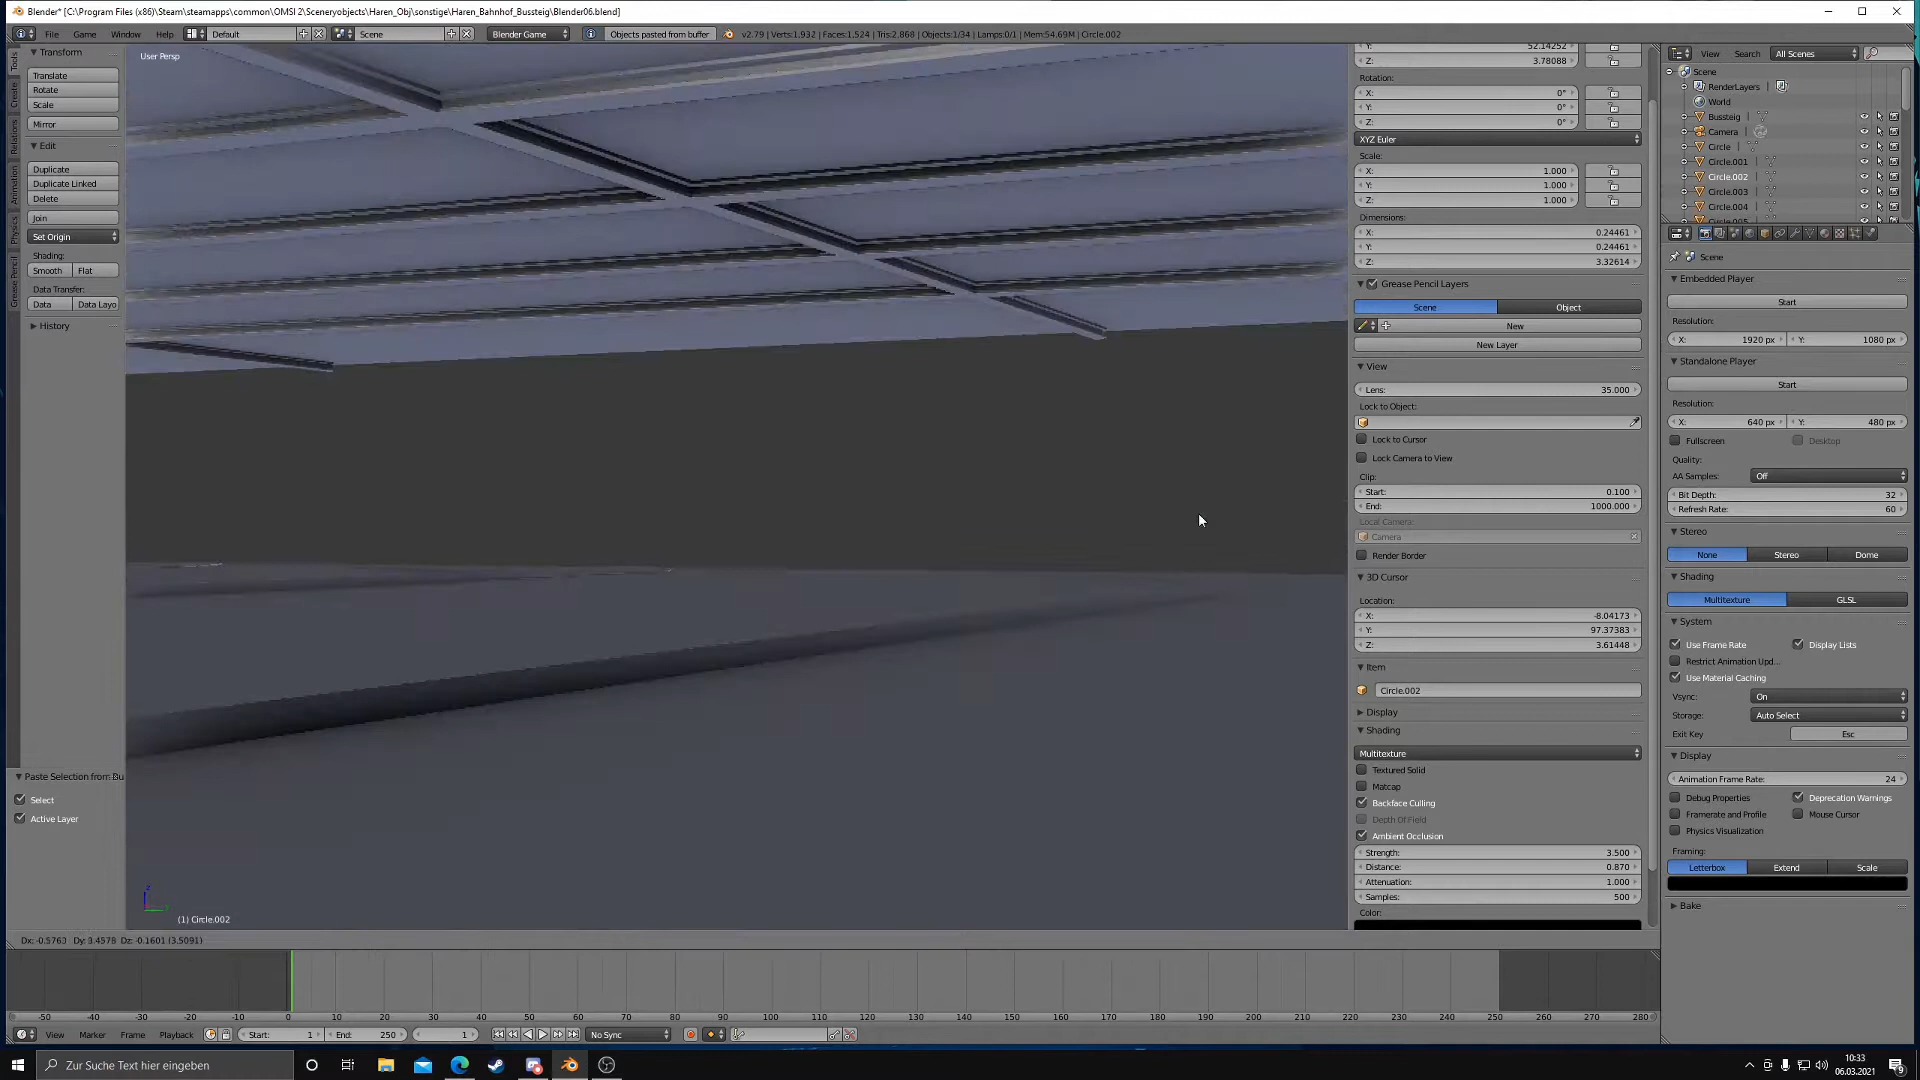 Blender* [C:\Program Files (x86)\Steam\steamapps\common\OMSI 2\Sceneryobjects\Haren_Obj\sonstige\Haren_Bahnhof_Bussteig\Blender06.blend]
File Game Window Help Default Scene Blender Game Objects pasted from buffer v2.79 | Verts:1,932 | Faces:1,524 | Tris:2,868 | Objects:1/34 | Lamps:0/1 | Mem:54.69M | Circle.002
Tools
Create
Relations
Animation
Physics
Grease Pencil
Transform
Translate
Rotate
Scale
Mirror
Edit
Duplicate
Duplicate Linked
Delete
Join
Set Origin
Shading:
Smooth Flat
Data Transfer:
Data Data Layo
History
Paste Selection from Bu
Select
Active Layer
User Persp
(1) Circle.002
Y: 52.14252
Z: 3.78088
Rotation:
X: 0°
Y: 0°
Z: 0°
XYZ Euler
Scale:
X: 1.000
Y: 1.000
Z: 1.000
Dimensions:
X: 0.24461
Y: 0.24461
Z: 3.32614
Grease Pencil Layers
Scene Object
New
New Layer
View
Lens: 35.000
Lock to Object:
Lock to Cursor
Lock Camera to View
Clip:
Start: 0.100
End: 1000.000
Local Camera:
Camera
Render Border
3D Cursor
Location:
X: -8.04173
Y: 97.37383
Z: 3.61448
Item
Circle.002
Display
Shading
Multitexture
Textured Solid
Matcap
Backface Culling
Depth Of Field
Ambient Occlusion
Strength: 3.500
Distance: 0.870
Attenuation: 1.000
Samples: 500
Color:
View Search All Scenes
Scene
RenderLayers
World
Bussteig
Camera
Circle
Circle.001
Circle.002
Circle.003
Circle.004
Circle.005
Scene
Embedded Player
Start
Resolution:
X: 1920 px Y: 1080 px
Standalone Player
Start
Resolution:
X: 640 px Y: 480 px
Fullscreen Desktop
Quality:
AA Samples: Off
Bit Depth: 32
Refresh Rate: 60
Stereo
None Stereo Dome
Shading
Multitexture GLSL
System
Use Frame Rate Display Lists
Restrict Animation Upd...
Use Material Caching
Vsync: On
Storage: Auto Select
Exit Key Esc
Display
Animation Frame Rate: 24
Debug Properties Deprecation Warnings
Framerate and Profile Mouse Cursor
Physics Visualization
Framing:
Letterbox Extend Scale
Bake
Dx: -0.5763 Dy: 3.4578 Dz: -0.1601 (3.5091)
-50 -40 -30 -20 -10 0 10 20 30 40 50 60 70 80 90 100 110 120 130 140 150 160 170 180 190 200 210 220 230 240 250 260 270 280
View Marker Frame Playback Start: 1 End: 250 1 No Sync
Zur Suche Text hier eingeben
10:33
06.03.2021